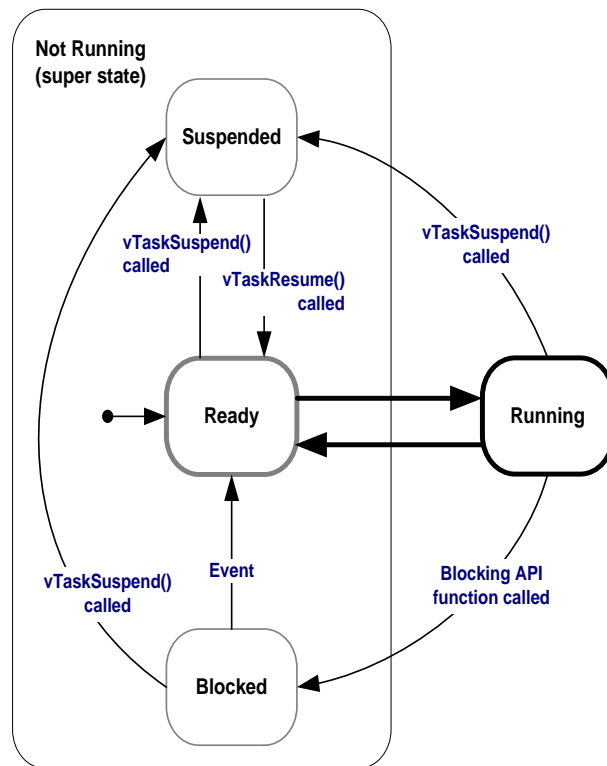 Not Running
(super state)
Suspended
vTaskSuspend()
called
vTaskResume()
called
vTaskSuspend()
called
Ready
Running
Event
vTaskSuspend()
called
Blocking API
function called
Blocked